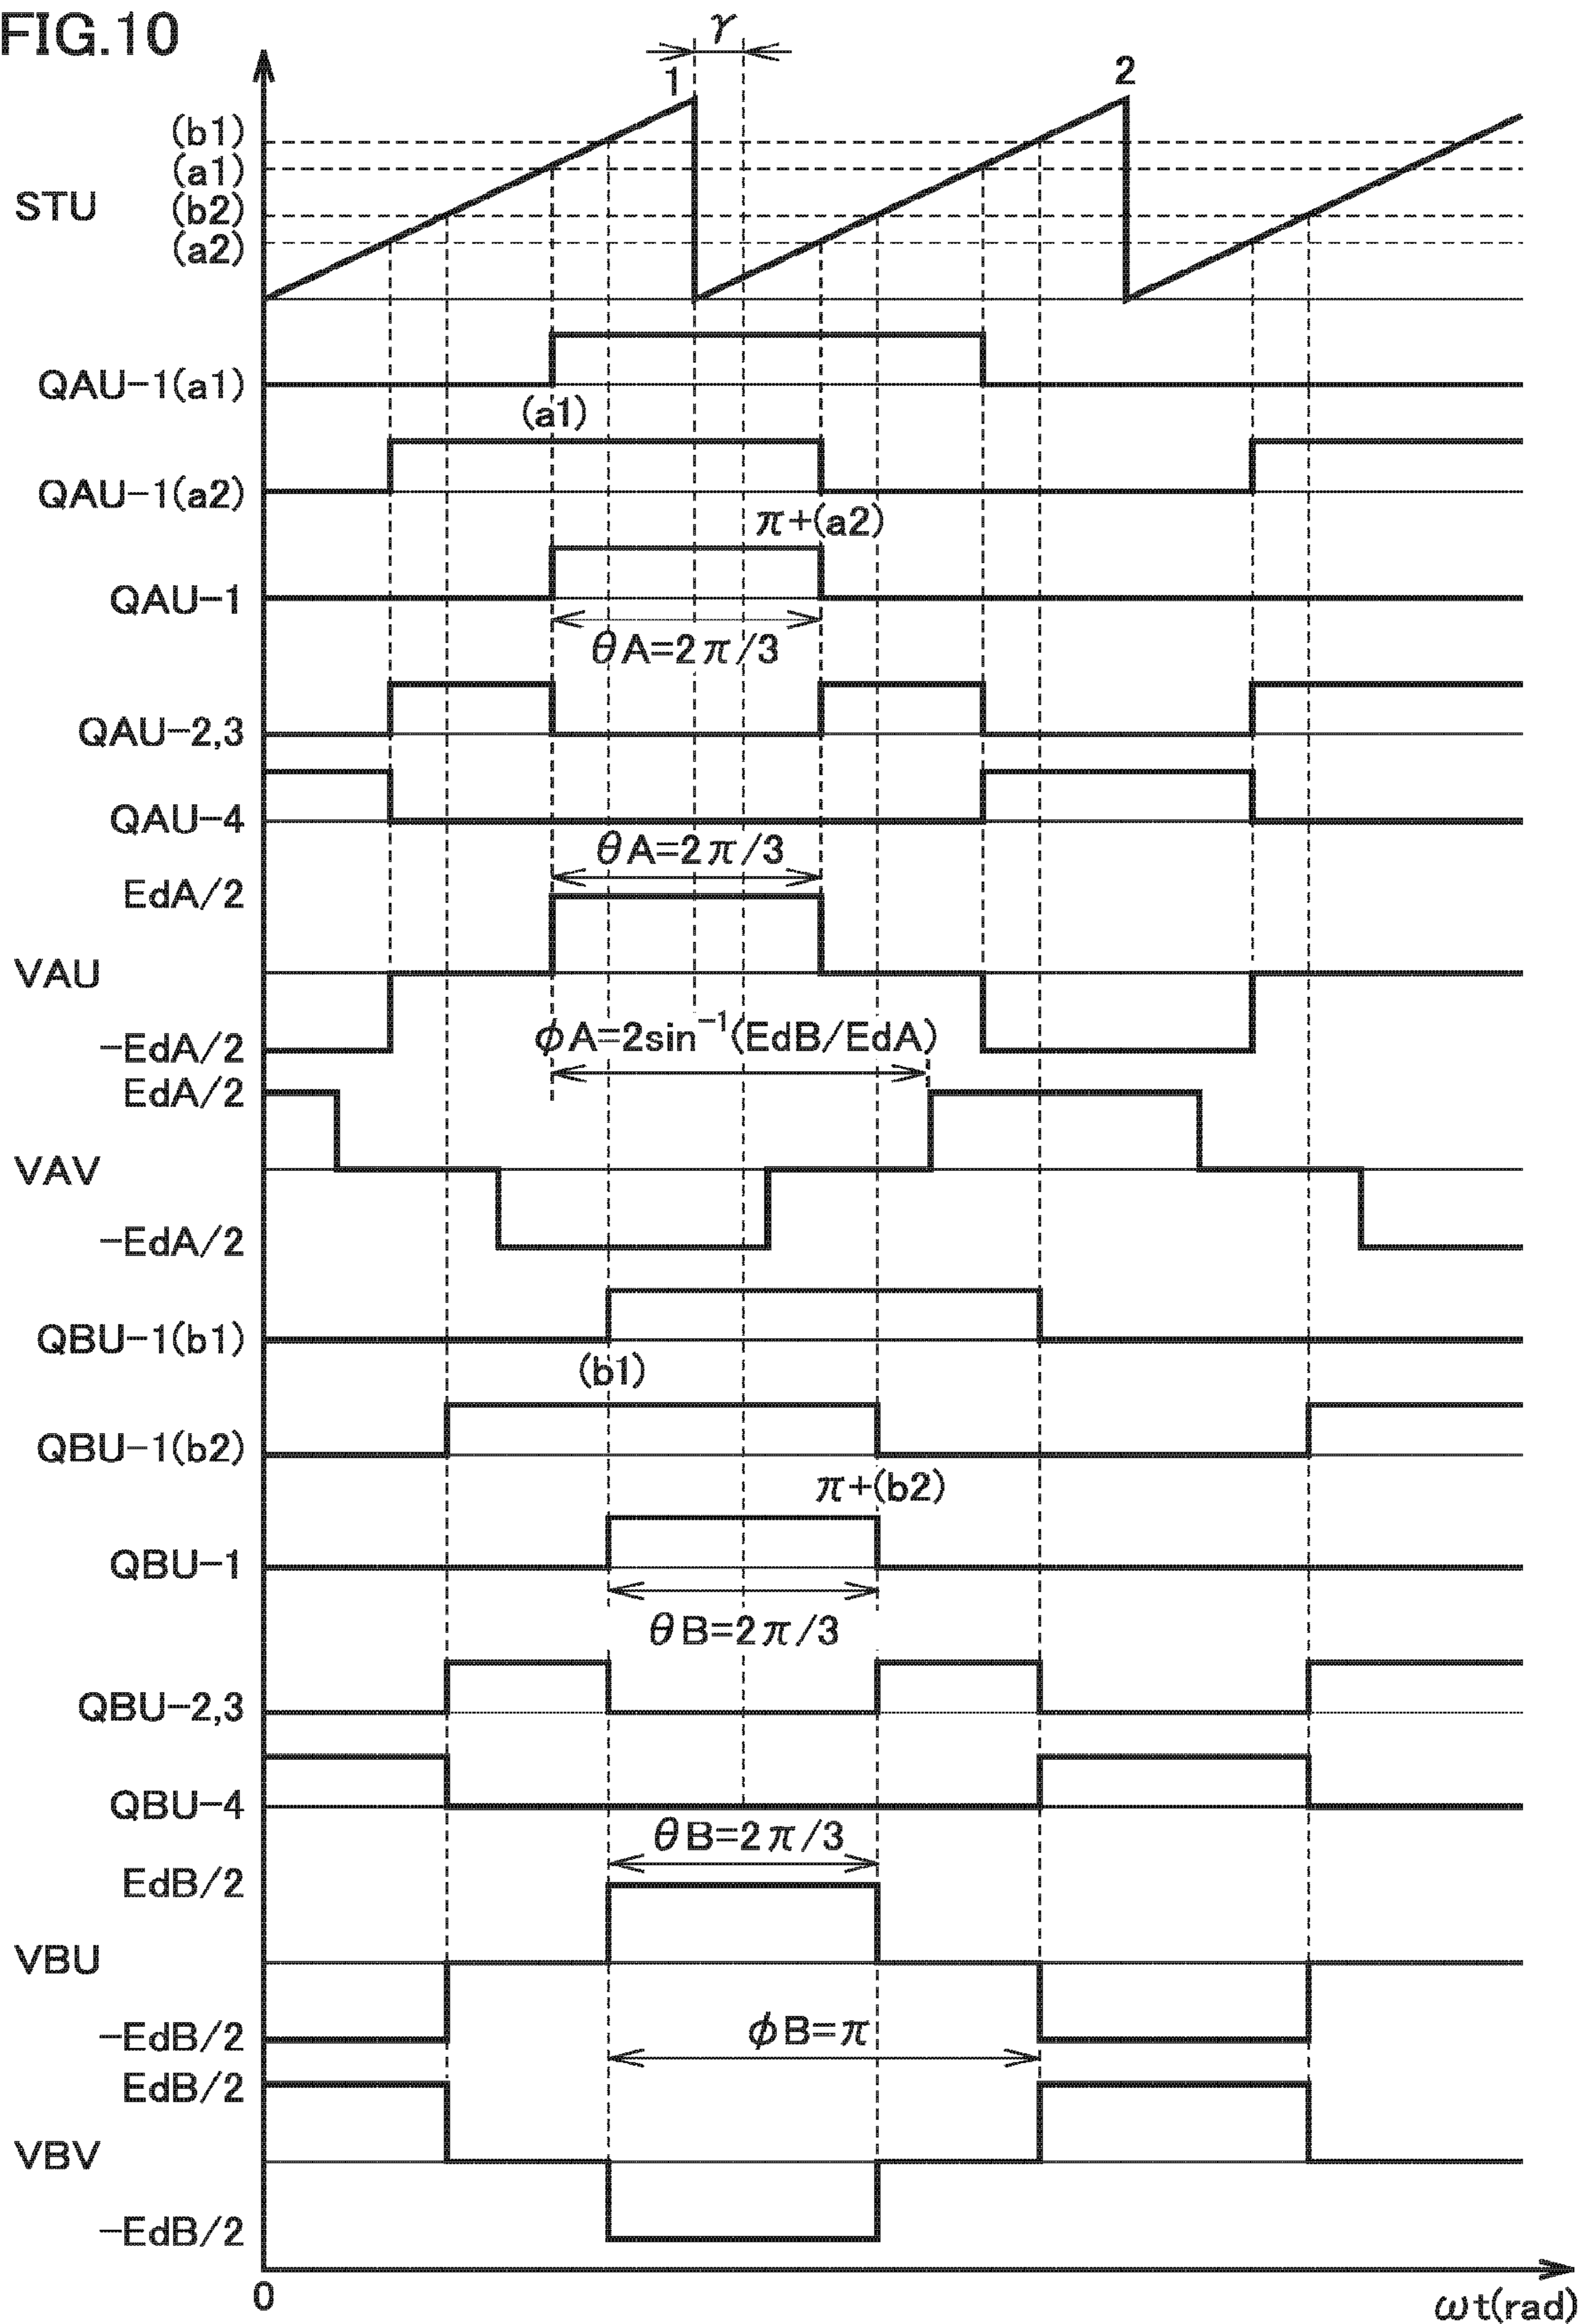 FIG.10
γ
1
2
(b1)
(a1)
STU
(b2)
(a2)
QAU-1(a1)
(a1)
QAU-1(a2)
π+(a2)
QAU-1
θA=2π/3
QAU-2,3
QAU-4
θA=2π/3
EdA/2
VAU
-EdA/2
φA=2sin⁻¹(EdB/EdA)
EdA/2
VAV
-EdA/2
QBU-1(b1)
(b1)
QBU-1(b2)
π+(b2)
QBU-1
θB=2π/3
QBU-2,3
QBU-4
θB=2π/3
EdB/2
VBU
-EdB/2
φB=π
EdB/2
VBV
-EdB/2
0
ωt(rad)